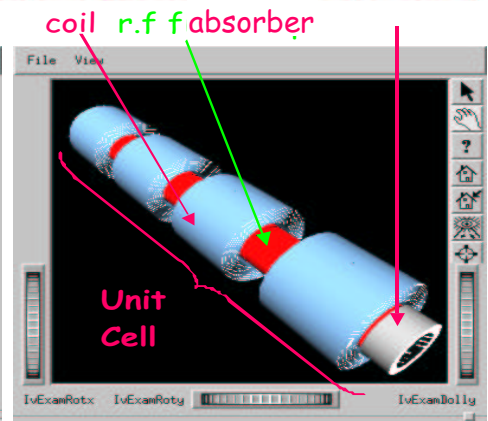 coil r.f f absorber
File View
?
Unit
Cell
IvExamRotx IvExamRoty IvExamDolly